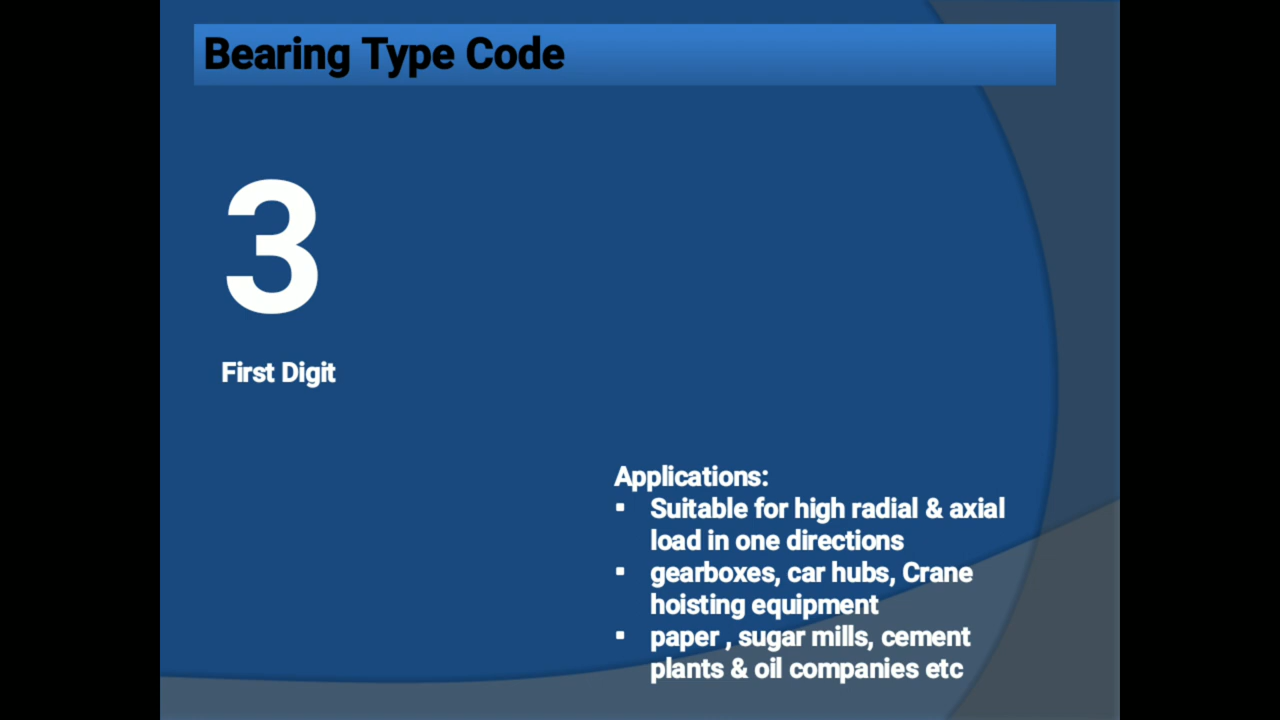 Bearing Type Code
3
First Digit
Applications:
▪ Suitable for high radial & axial
load in one directions
▪ gearboxes, car hubs, Crane
hoisting equipment
▪ paper , sugar mills, cement
plants & oil companies etc